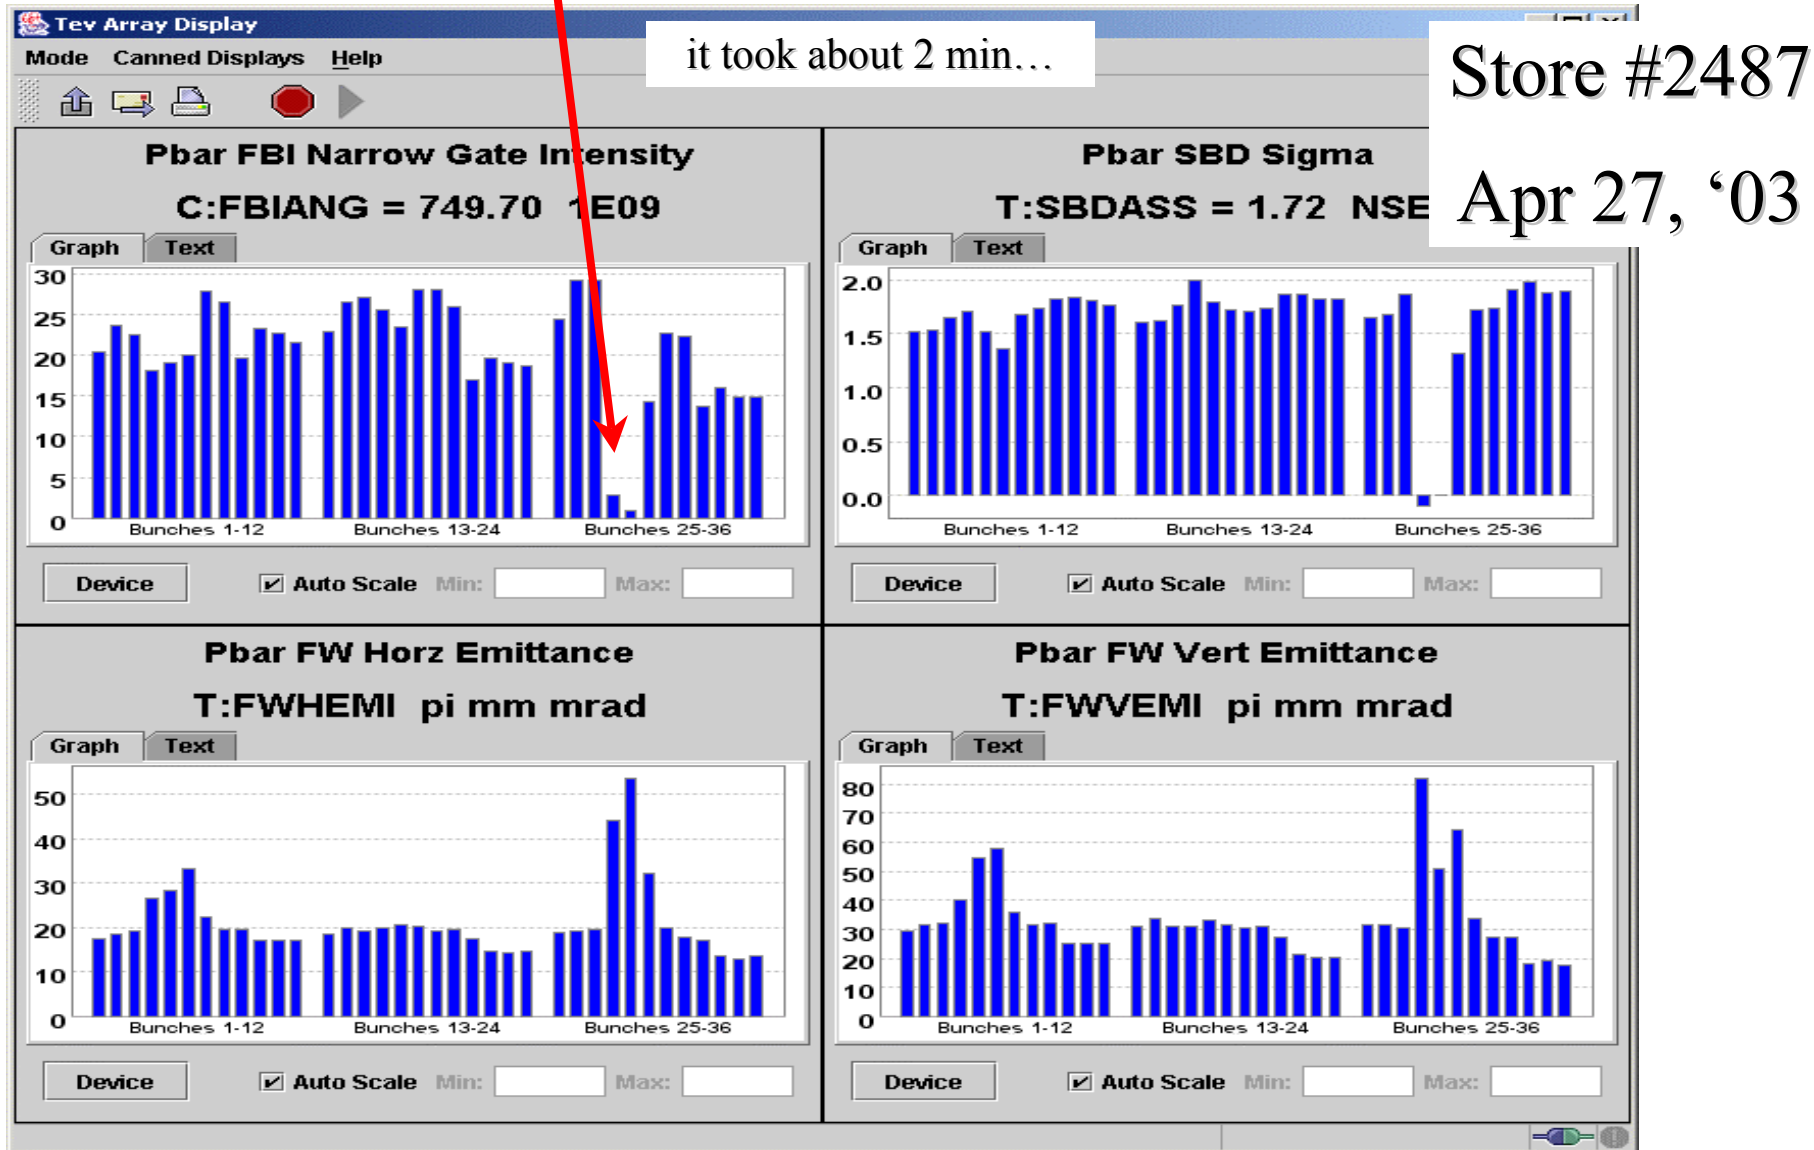 Tev Array Display
it took about 2 min…
Store #2487
Apr 27, ‘03
Mode Canned Displays Help
Pbar FBI Narrow Gate Intensity
C:FBIANG = 749.70 1E09
Graph Text
30
25
20
15
10
5
0
Bunches 1-12 Bunches 13-24 Bunches 25-36
Device Auto Scale Min: Max:
Pbar SBD Sigma
T:SBDASS = 1.72 NSE
Graph Text
2.0
1.5
1.0
0.5
0.0
Bunches 1-12 Bunches 13-24 Bunches 25-36
Device Auto Scale Min: Max:
Pbar FW Horz Emittance
T:FWHEMI pi mm mrad
Graph Text
50
40
30
20
10
0
Bunches 1-12 Bunches 13-24 Bunches 25-36
Device Auto Scale Min: Max:
Pbar FW Vert Emittance
T:FWVEMI pi mm mrad
Graph Text
80
70
60
50
40
30
20
10
0
Bunches 1-12 Bunches 13-24 Bunches 25-36
Device Auto Scale Min: Max: